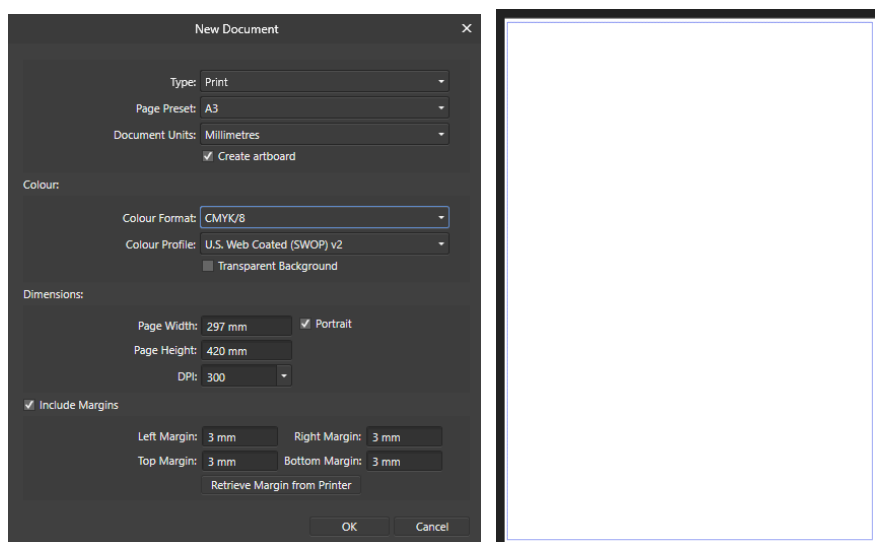 New Document
Type: Print
Page Preset: A3
Document Units: Millimetres
Create artboard
Colour:
Colour Format: CMYK/8
Colour Profile: U.S. Web Coated (SWOP) v2
Transparent Background
Dimensions:
Page Width: 297 mm Portrait
Page Height: 420 mm
DPI: 300
Include Margins
Left Margin: 3 mm Right Margin: 3 mm
Top Margin: 3 mm Bottom Margin: 3 mm
Retrieve Margin from Printer
OK Cancel